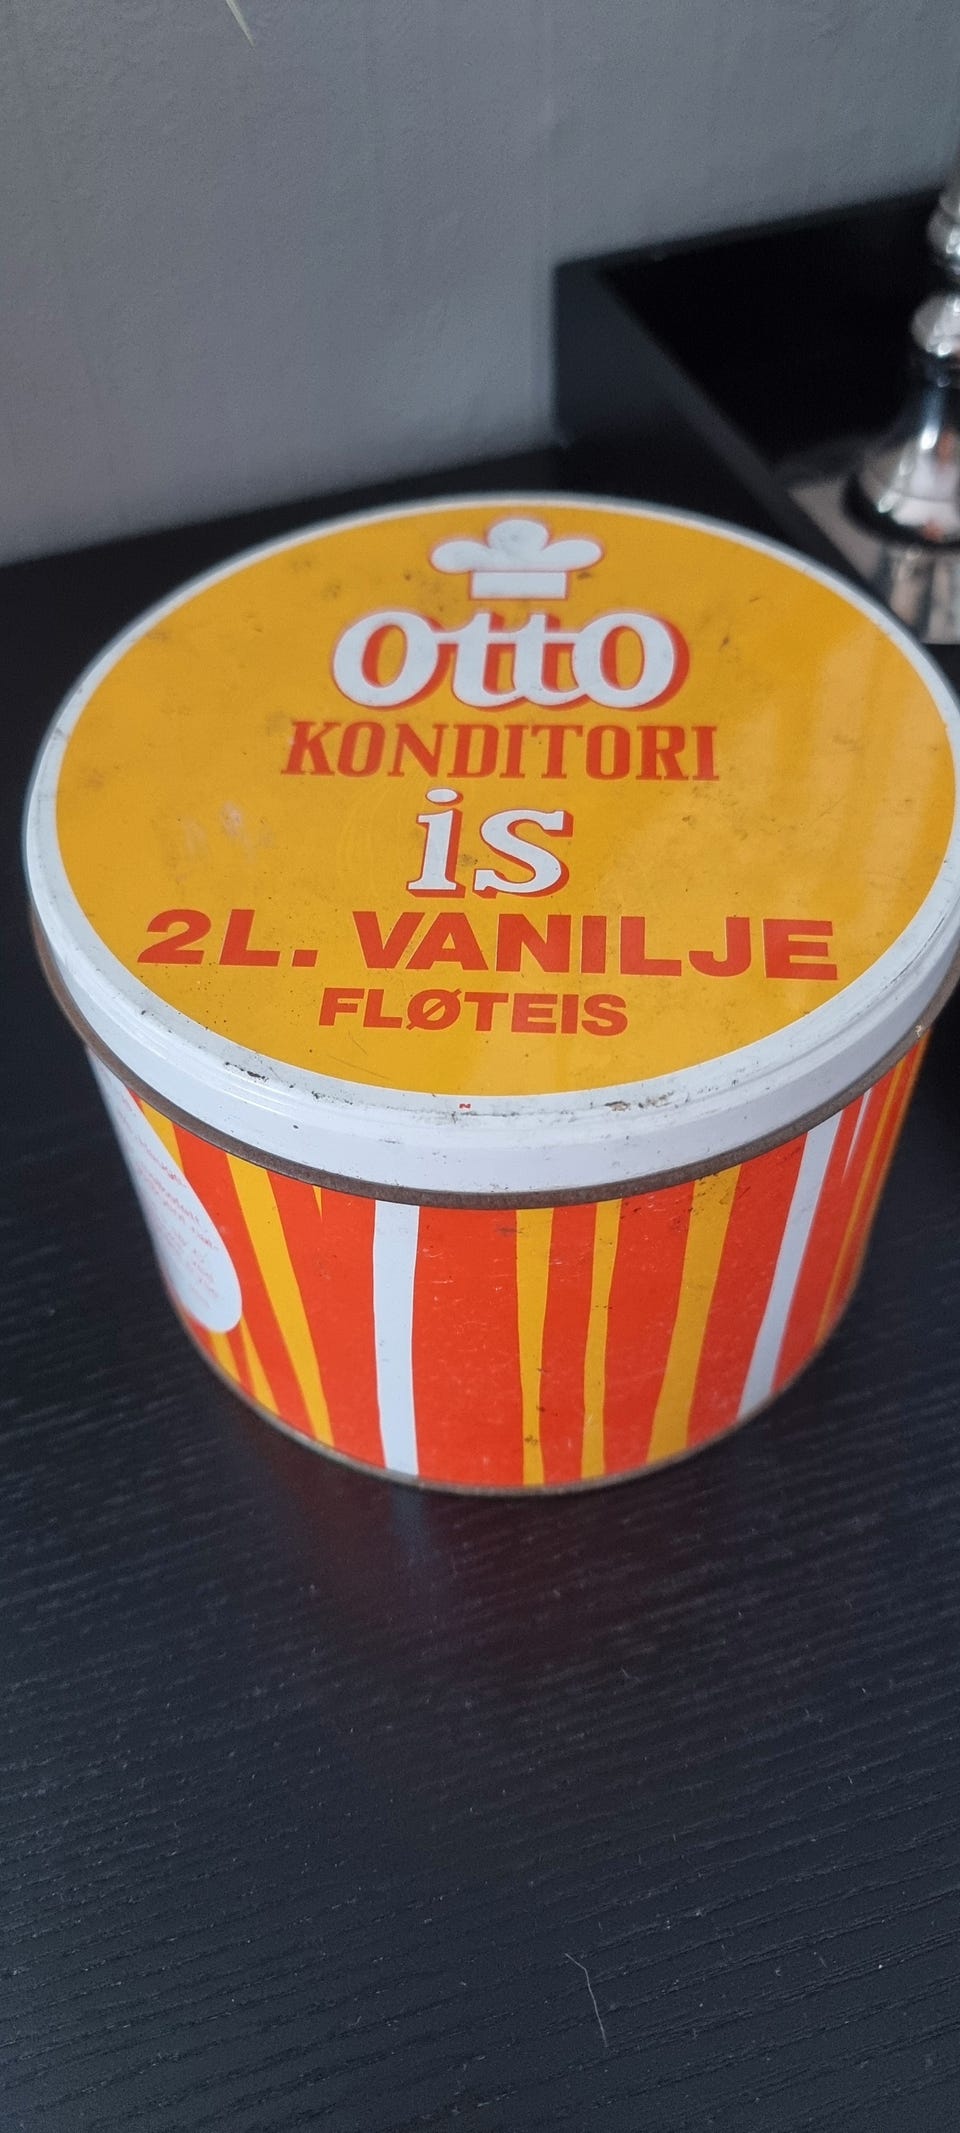 otto
KONDITORI
is
2L. VANILJE
FLØTEIS